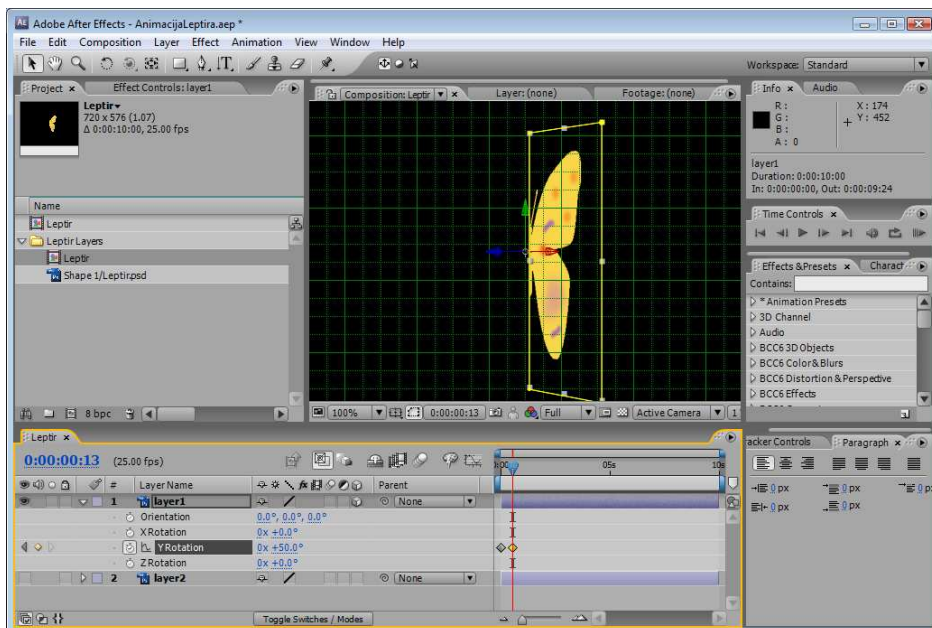 Adobe After Effects - AnimacijaLeptira.aep *
File Edit Composition Layer Effect Animation View Window Help
Workspace: Standard
Project × Effect Controls: layer1
Leptir
720 x 576 (1.07)
Δ 0:00:10:00, 25.00 fps
Name
Leptir
Leptir Layers
Leptir
Shape 1/Leptir.psd
8 bpc
Composition: Leptir × Layer: (none) Footage: (none)
100% 0:00:00:13 Full Active Camera 1
Info × Audio
R :
G :
B :
A : 0
X : 174
Y : 452
layer1
Duration: 0:00:10:00
In: 0:00:00:00, Out: 0:00:09:24
Time Controls ×
Effects & Presets × Charact
Contains:
* Animation Presets
3D Channel
Audio
BCC6 3D Objects
BCC6 Color & Blurs
BCC6 Distortion & Perspective
BCC6 Effects
Leptir ×
0:00:00:13 (25.00 fps)
# Layer Name Parent
05s 10s
1 layer1 None
Orientation 0.0°, 0.0°, 0.0°
X Rotation 0x +0.0°
Y Rotation 0x +50.0°
Z Rotation 0x +0.0°
2 layer2 None
Toggle Switches / Modes
racker Controls Paragraph ×
0 px 0 px 0 p
0 px 0 px